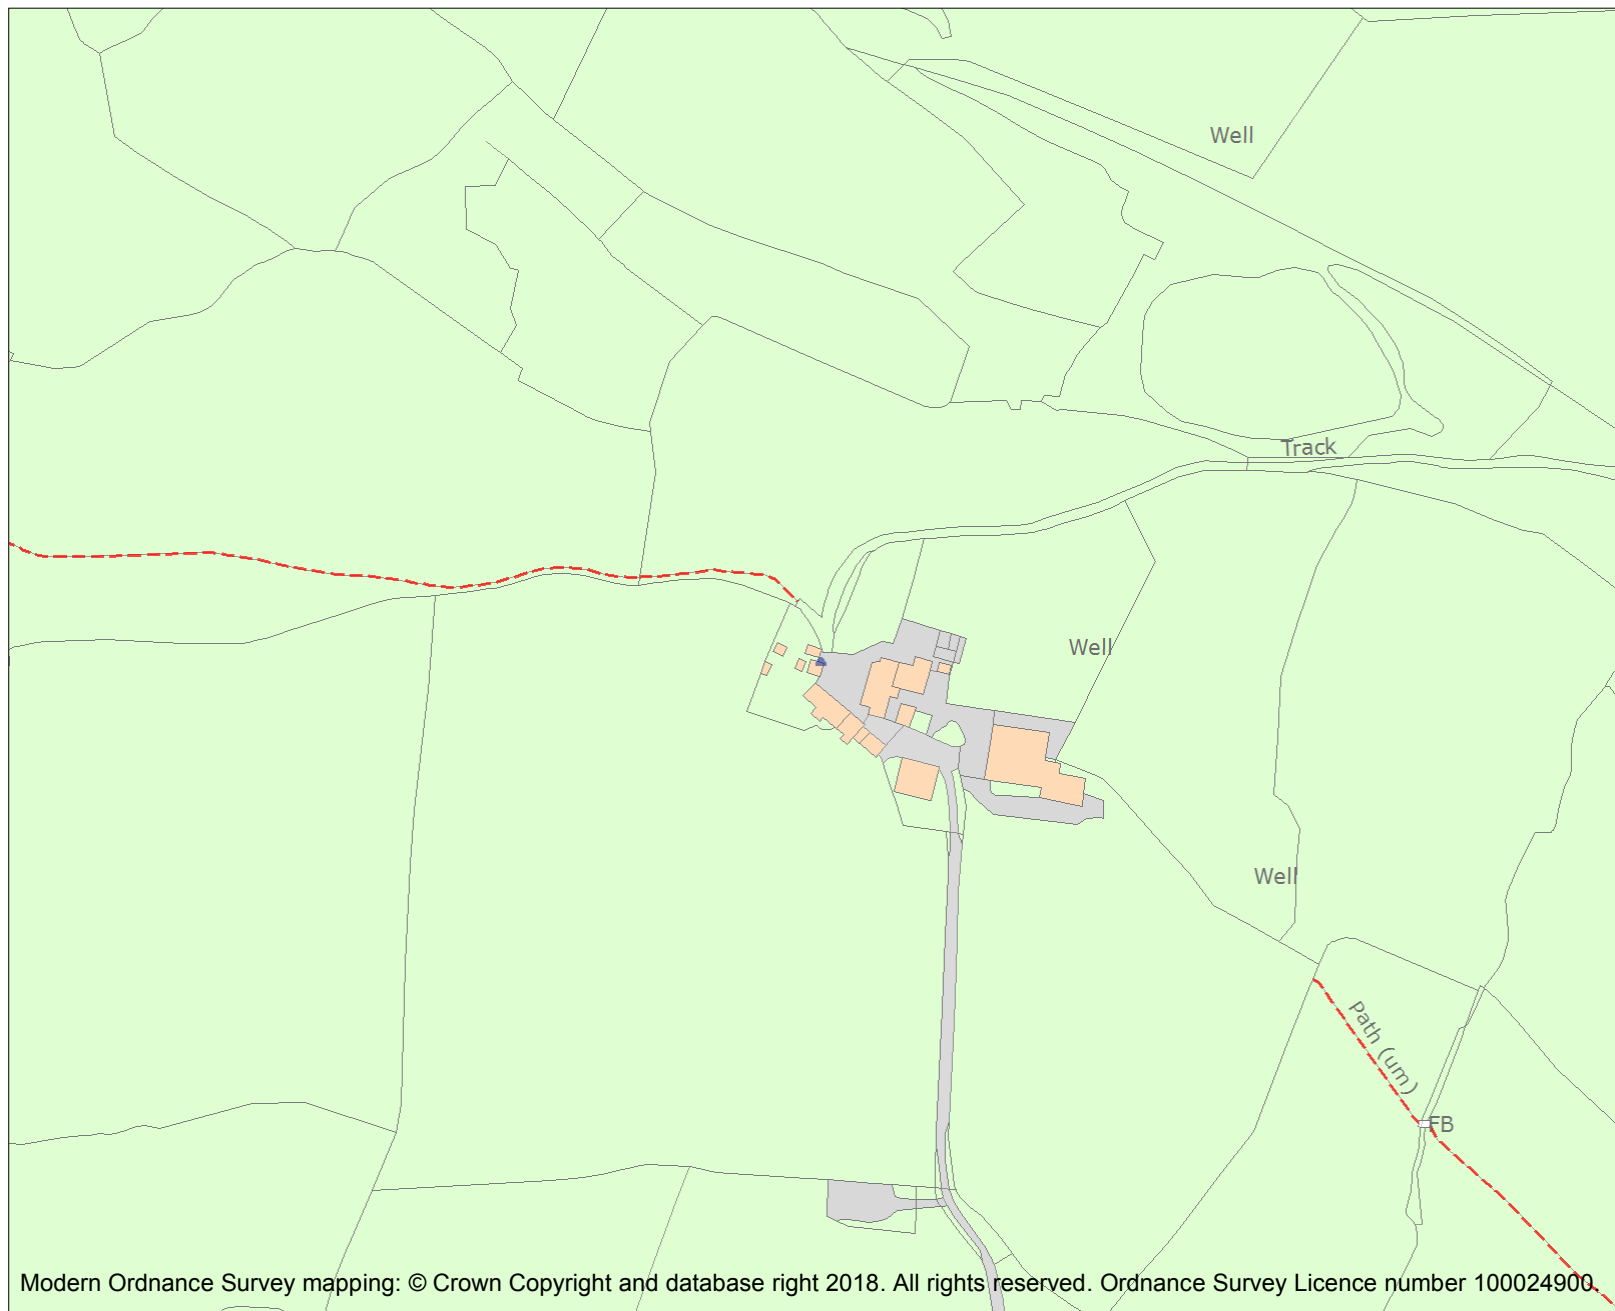 Well
Track
Well
Well
Path (um)
FB
Modern Ordnance Survey mapping: © Crown Copyright and database right 2018. All rights reserved. Ordnance Survey Licence number 100024900.